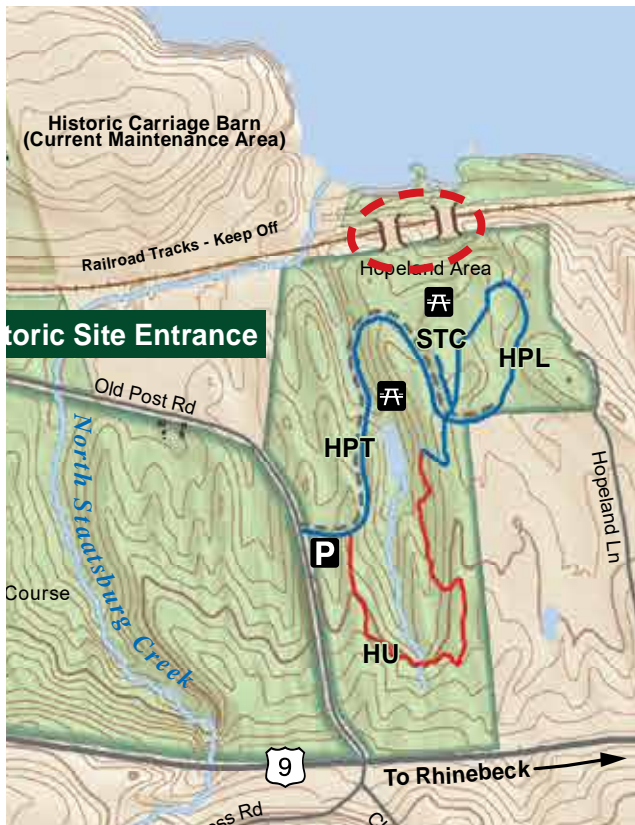 Historic Carriage Barn
(Current Maintenance Area)
Railroad Tracks - Keep Off
Hopeland Area
toric Site Entrance
STC
HPL
Old Post Rd
HPT
North Staatsburg Creek
Hopeland Ln
P
Course
HU
9
To Rhinebeck
ss Rd